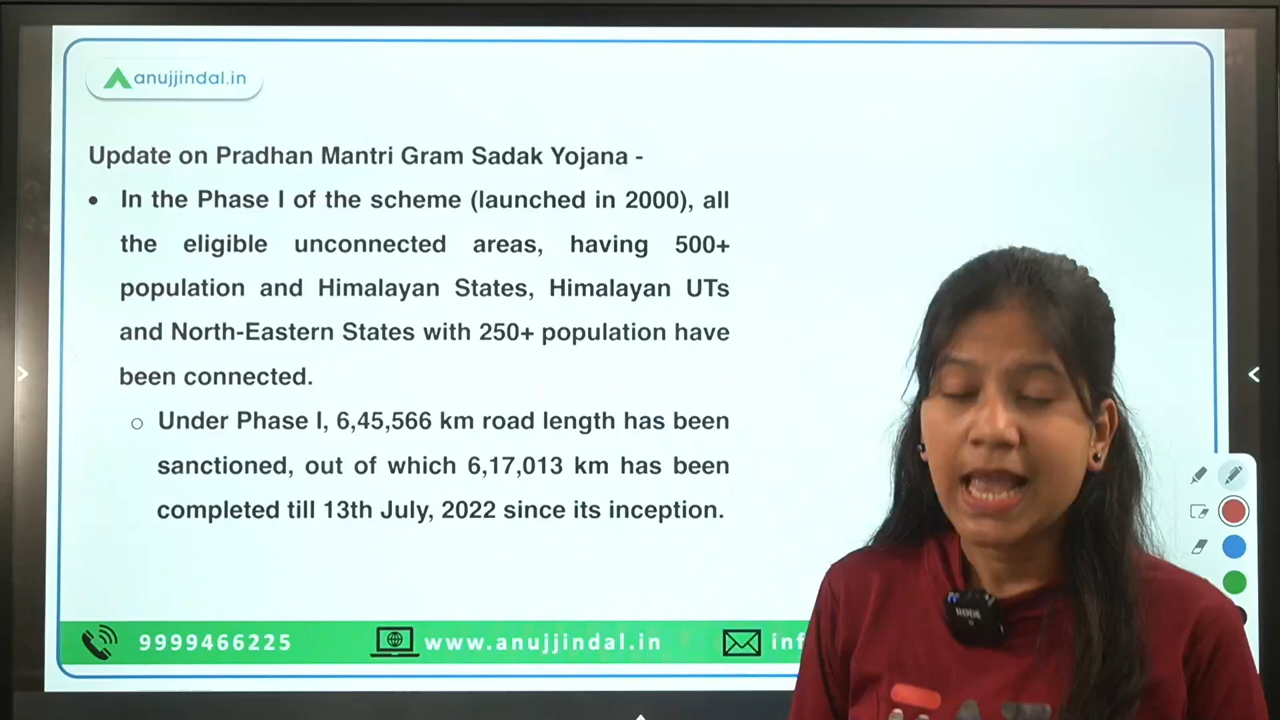 anujjindal.in
Update on Pradhan Mantri Gram Sadak Yojana -
• In the Phase I of the scheme (launched in 2000), all
the eligible unconnected areas, having 500+
population and Himalayan States, Himalayan UTs
and North-Eastern States with 250+ population have
been connected.
○ Under Phase I, 6,45,566 km road length has been
sanctioned, out of which 6,17,013 km has been
completed till 13th July, 2022 since its inception.
9999466225 www.anujjindal.in inf
RODE